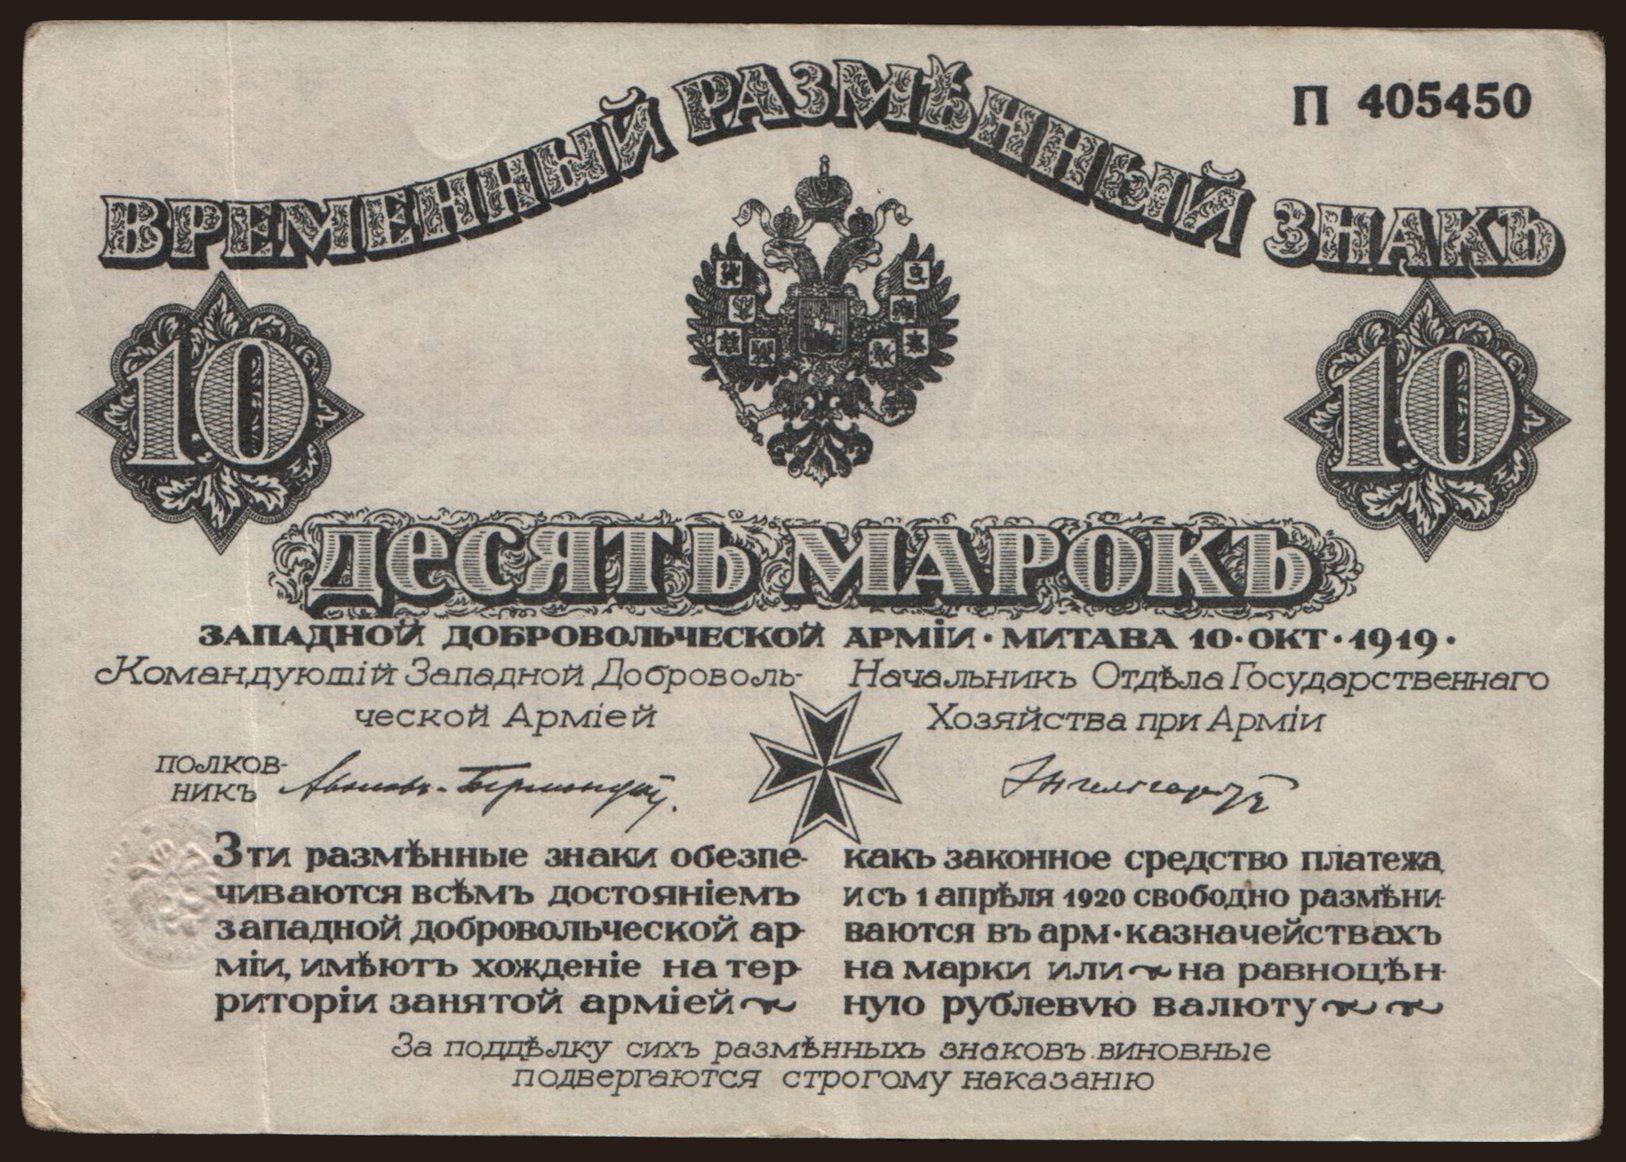 П 405450
ВРЕМЕННЫЙ РАЗМѢННЫЙ ЗНАКЪ
10 10
ДЕСЯТЬ МАРОКЪ
ЗАПАДНОЙ ДОБРОВОЛЬЧЕСКОЙ АРМІИ · МИТАВА 10 · ОКТ · 1919 ·
Командующій Западной Доброволь-
ческой Арміей
полков-
никъ Аваловъ-Бермондтъ.
Начальникъ Отдѣла Государственнаго
Хозяйства при Арміи
Энгельгардтъ
Эти размѣнные знаки обезпе-
чиваются всѣмъ достояніемъ
западной добровольческой ар-
міи, имѣютъ хожденіе на тер-
риторіи занятой арміей
какъ законное средство платежа
и съ 1 апрѣля 1920 свободно размѣни-
ваются въ арм · казначействахъ
на марки или на равноцѣн-
ную рублеvую валюту
За поддѣлку сихъ размѣнныхъ знаковъ виновные
подвергаются строгому наказанію